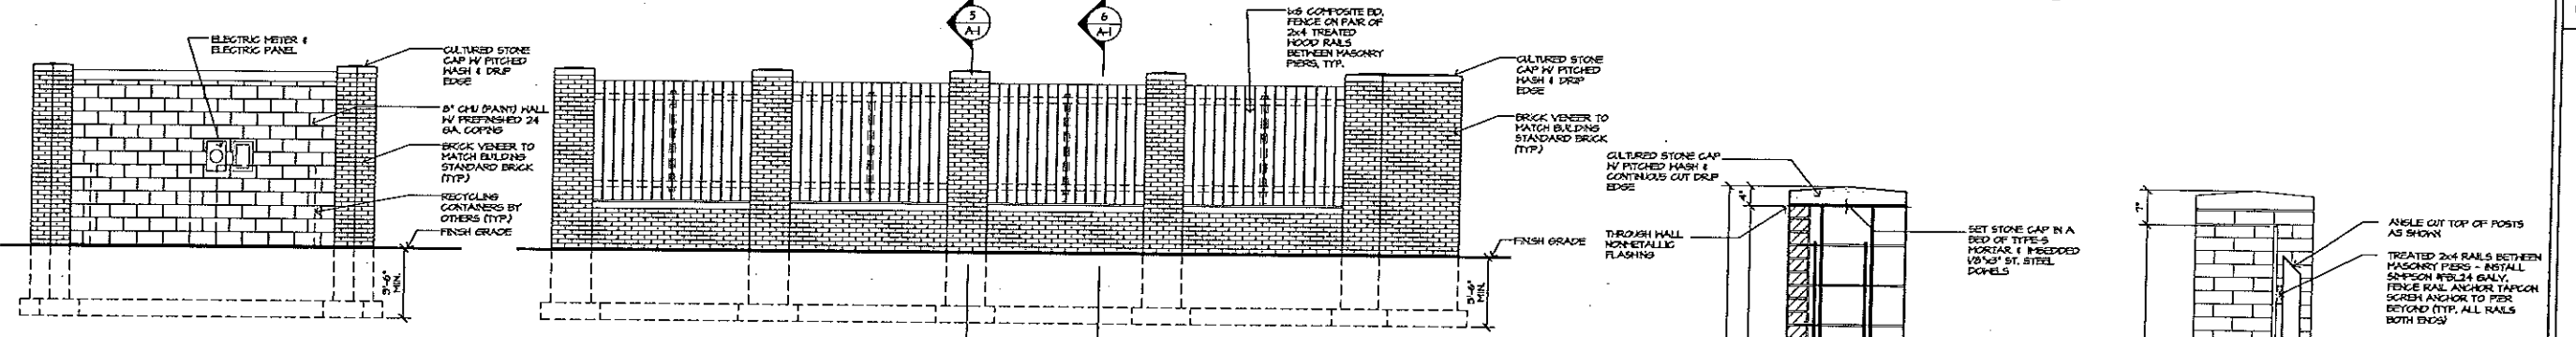 ELECTRIC METER &
ELECTRIC PANEL
CULTURED STONE
CAP W/ PITCHED
WASH & DRIP
EDGE
8" CMU (PAINT) WALL
W/ PREFINISHED 24
GA. COPING
BRICK VENEER TO
MATCH BUILDING
STANDARD BRICK
(TYP.)
RECYCLING
CONTAINERS BY
OTHERS (TYP.)
FINISH GRADE
3'-6"
MIN.
5
A-1
6
A-1
1x6 COMPOSITE BD.
FENCE ON PAIR OF
2x4 TREATED
WOOD RAILS
BETWEEN MASONRY
PIERS, TYP.
CULTURED STONE
CAP W/ PITCHED
WASH & DRIP
EDGE
BRICK VENEER TO
MATCH BUILDING
STANDARD BRICK
(TYP.)
FINISH GRADE
3'-6"
MIN.
CULTURED STONE CAP
W/ PITCHED WASH &
CONTINUOUS CUT DRIP
EDGE
4"
THROUGH WALL
NONMETALLIC
FLASHING
SET STONE CAP IN A
BED OF TYPE-S
MORTAR & IMBEDDED
ST. STEEL
DOWELS
7"
ANGLE CUT TOP OF POSTS
AS SHOWN
TREATED 2x4 RAILS BETWEEN
MASONRY PIERS - INSTALL
SIMPSON GALV.
FENCE RAIL ANCHOR TAPCON
SCREW ANCHOR TO PIER
BEYOND (TYP. ALL RAILS
BOTH ENDS)